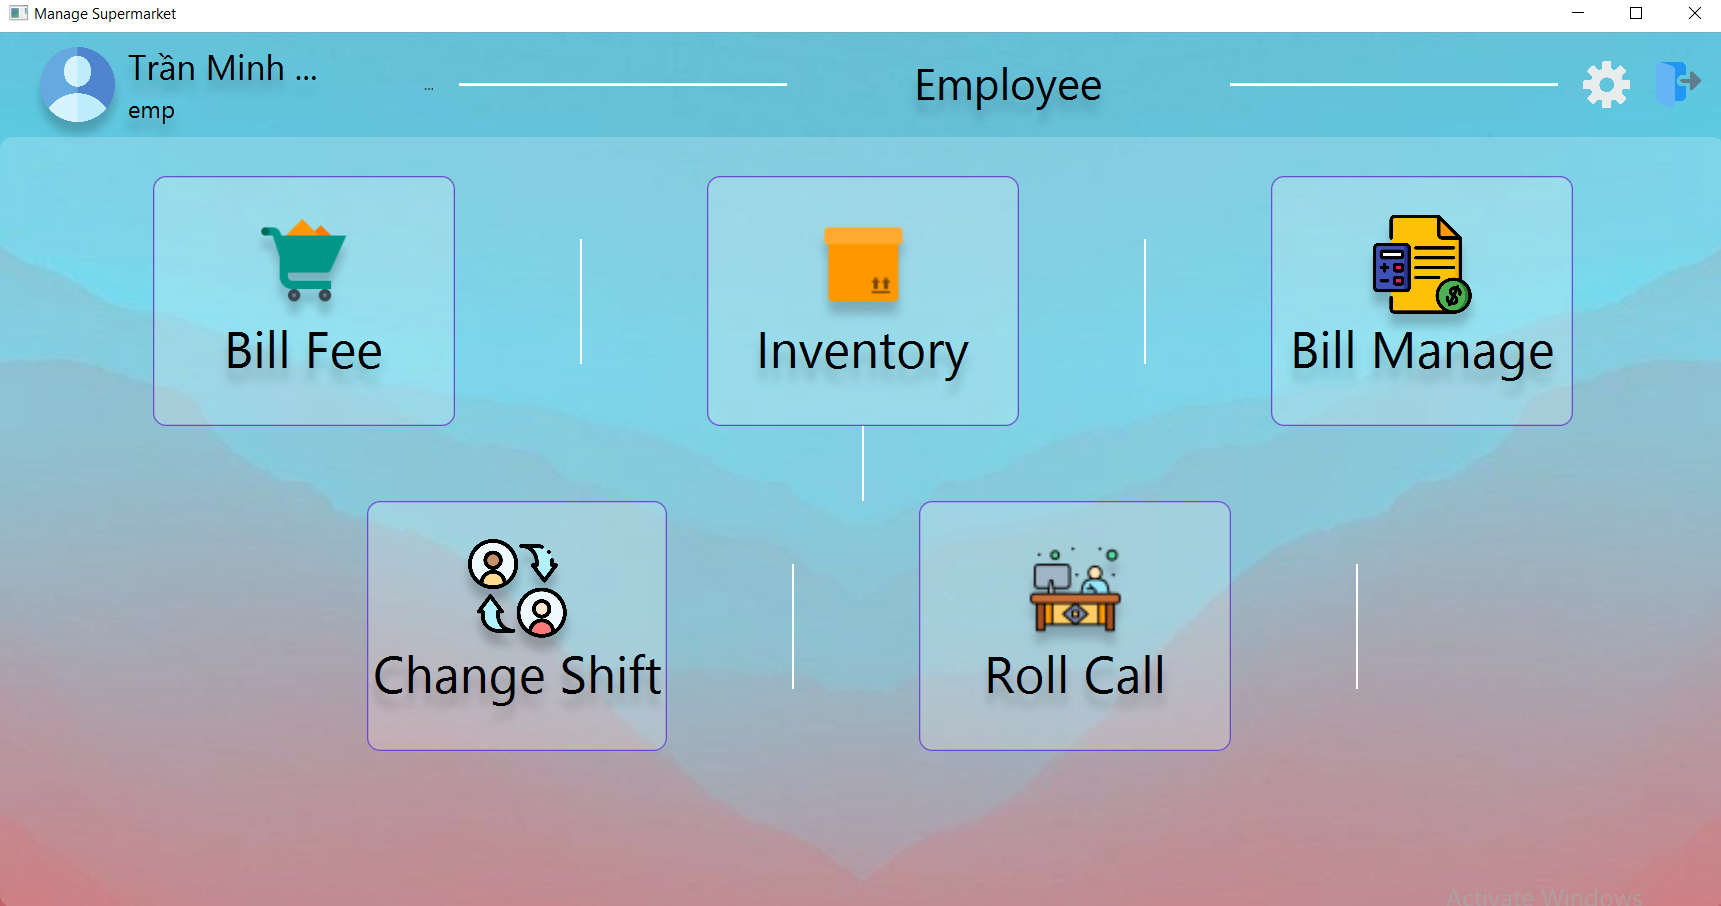 Manage Supermarket
Trần Minh ...
emp
...
Employee
Bill Fee
Inventory
Bill Manage
Change Shift
Roll Call
Activate Windows